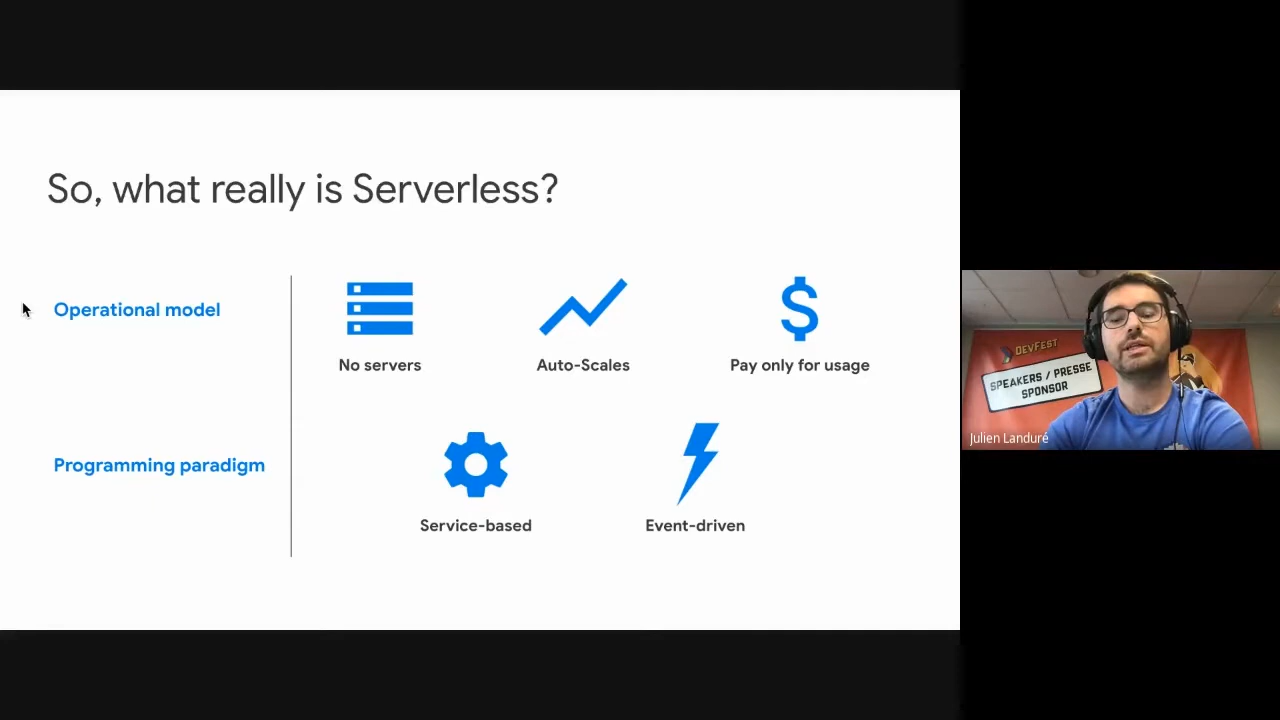 So, what really is Serverless?
Operational model
No servers
Auto-Scales
Pay only for usage
Programming paradigm
Service-based
Event-driven
DEVFEST
SPEAKERS / PRESSE
SPONSOR
Julien Landuré